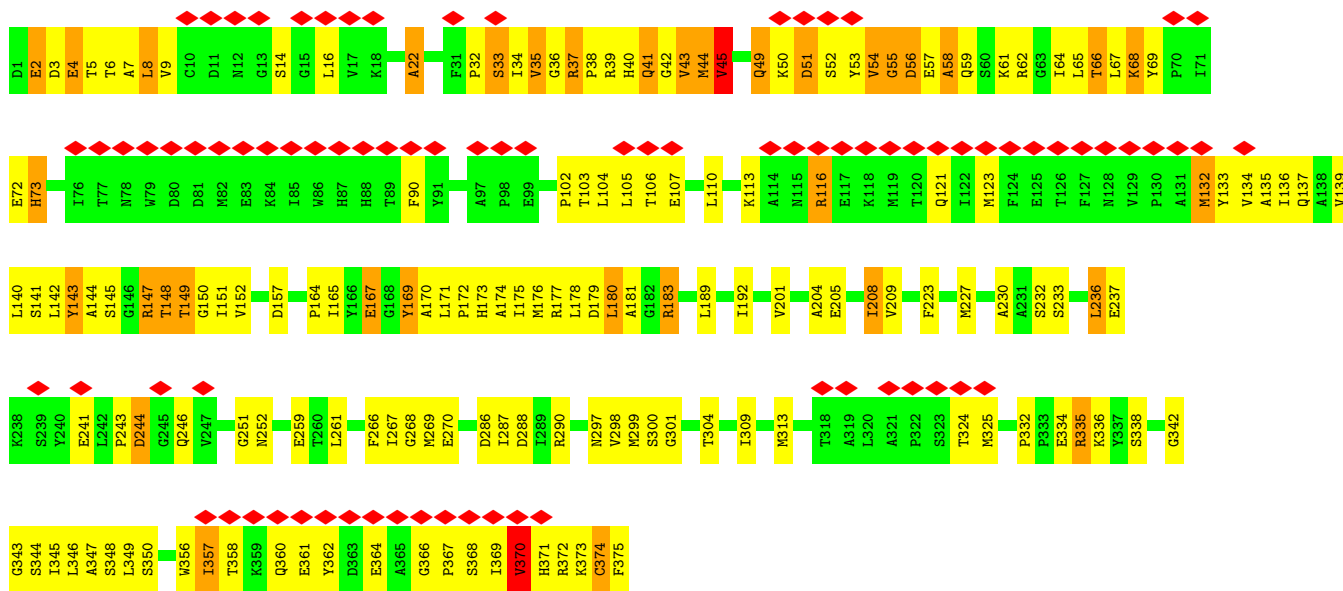 D1 E2 D3 E4 T5 T6 A7 L8 V9 C10 D11 N12 G13 S14 G15 L16 V17 K18 A22 F31 P32 S33 I34 V35 G36 R37 P38 R39 H40 Q41 G42 V43 M44 V45 Q49 K50 D51 S52 Y53 V54 G55 D56 E57 A58 Q59 S60 K61 R62 G63 I64 L65 T66 L67 K68 Y69 P70 I71
E72 H73 I76 T77 N78 W79 D80 D81 M82 E83 K84 I85 W86 H87 H88 T89 F90 Y91 A97 P98 E99 P102 T103 L104 L105 T106 E107 L110 K113 A114 N115 R116 E117 K118 M119 T120 Q121 I122 M123 F124 E125 T126 F127 N128 V129 P130 A131 M132 Y133 V134 A135 I136 Q137 A138 V139
L140 S141 L142 Y143 A144 S145 G146 R147 T148 T149 G150 I151 V152 D157 P164 I165 Y166 E167 G168 Y169 A170 L171 P172 H173 A174 I175 M176 R177 L178 D179 L180 A181 G182 R183 L189 I192 V201 A204 E205 I208 V209 F223 M227 A230 A231 S232 S233 L236 E237
K238 S239 Y240 E241 L242 P243 D244 G245 Q246 V247 G251 N252 E259 T260 L261 F266 I267 G268 M269 E270 D286 I287 D288 I289 R290 N297 V298 M299 S300 G301 T304 I309 M313 T318 A319 L320 A321 P322 S323 T324 M325 P332 P333 E334 R335 K336 Y337 S338 G342
G343 S344 I345 L346 A347 S348 L349 S350 W356 I357 T358 K359 Q360 E361 Y362 D363 E364 A365 G366 P367 S368 I369 V370 H371 R372 K373 C374 F375